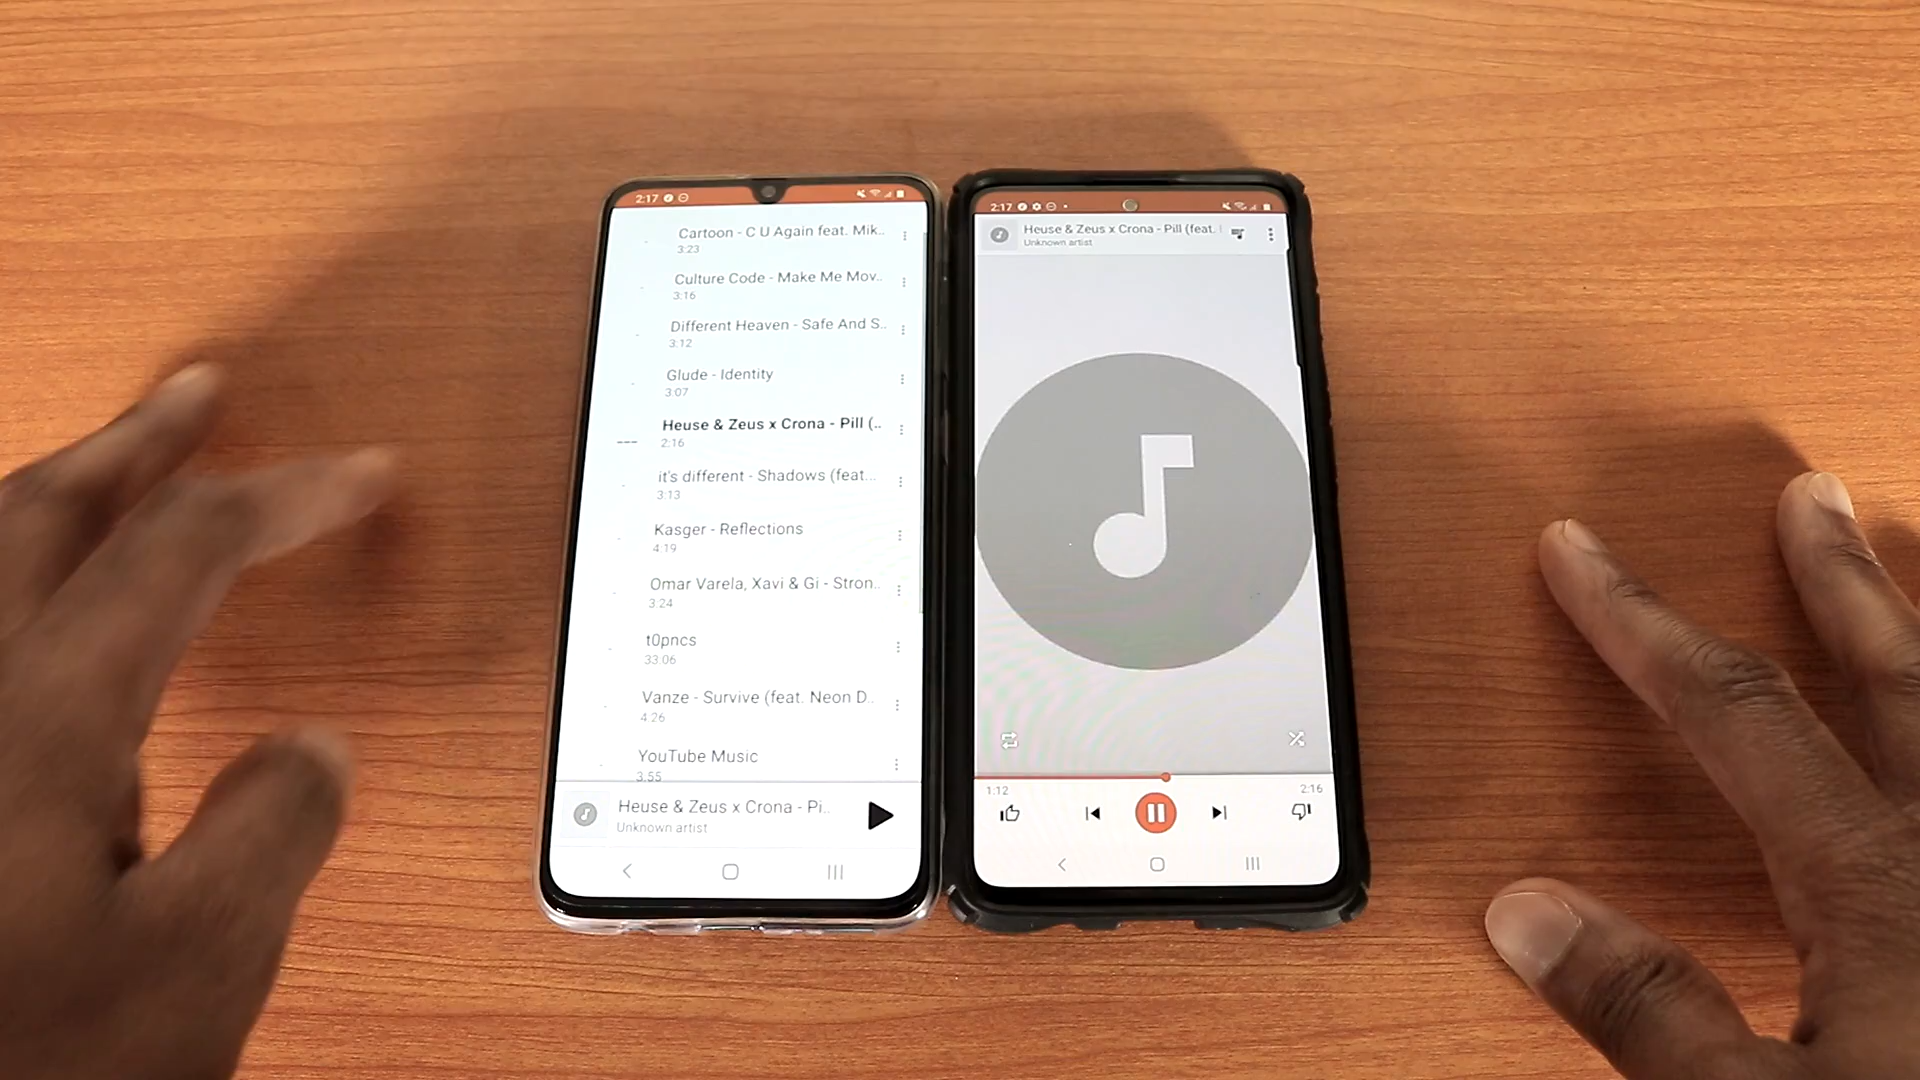 2:17
Cartoon - C U Again feat. Mik..
3:23
Culture Code - Make Me Mov..
3:16
Different Heaven - Safe And S..
3:12
Glude - Identity
3:07
Heuse & Zeus x Crona - Pill (..
2:16
it's different - Shadows (feat...
3:13
Kasger - Reflections
4:19
Omar Varela, Xavi & Gi - Stron..
3:24
t0pncs
33:06
Vanze - Survive (feat. Neon D..
4:26
YouTube Music
3:55
Heuse & Zeus x Crona - Pi..
Unknown artist
2:17
Heuse & Zeus x Crona - Pill (feat.
Unknown artist
1:12
2:16